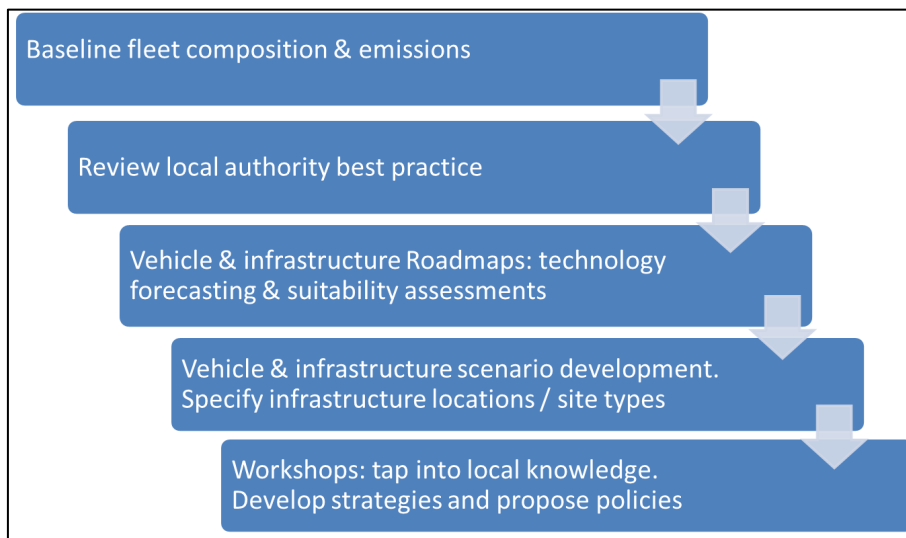 Baseline fleet composition & emissions
Review local authority best practice
Vehicle & infrastructure Roadmaps: technology
forecasting & suitability assessments
Vehicle & infrastructure scenario development.
Specify infrastructure locations / site types
Workshops: tap into local knowledge.
Develop strategies and propose policies